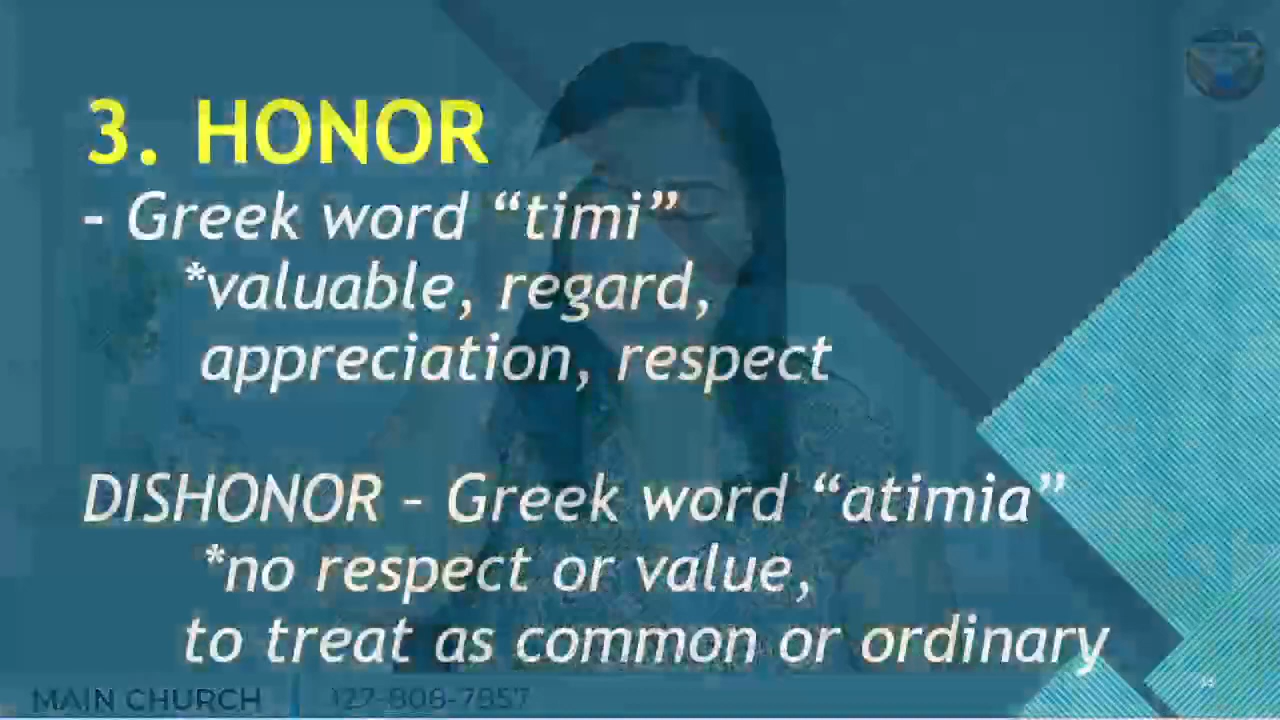 3. HONOR
- Greek word “timi”
*valuable, regard,
appreciation, respect
DISHONOR – Greek word “atimia”
*no respect or value,
to treat as common or ordinary
MAIN CHURCH